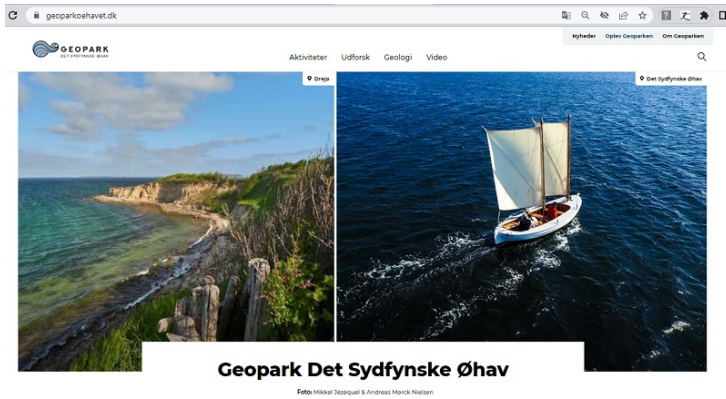 geoparkoehavet.dk
Nyheder Oplev Geoparken Om Geoparken
GEOPARK
DET SYDFYNSKE ØHAV
Aktiviteter Udforsk Geologi Video
Drejø
Det Sydfynske Øhav
Geopark Det Sydfynske Øhav
Foto: Mikkel Jézéquel & Andreas Mørck Nielsen